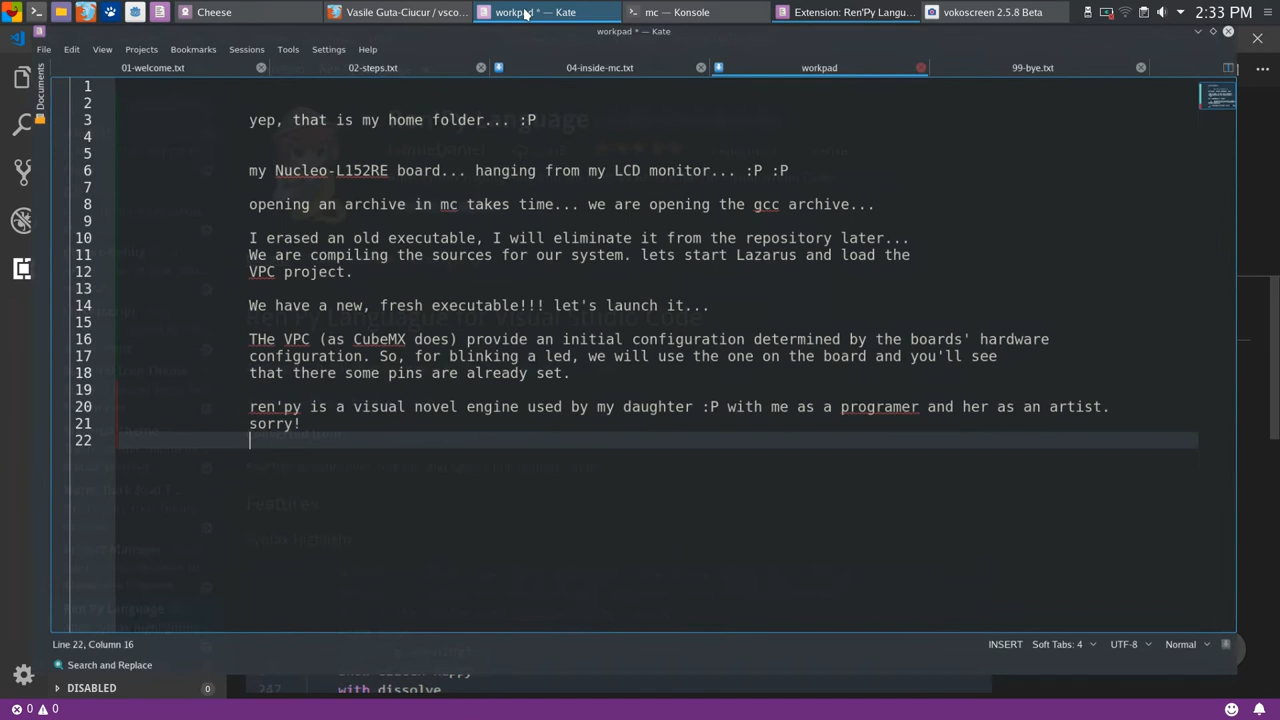 Cheese
Vasile Guta-Ciucur / vsco...
workpad * — Kate
mc — Konsole
Extension: Ren'Py Langu...
vokoscreen 2.5.8 Beta
2:33 PM
workpad * — Kate
File Edit View Projects Bookmarks Sessions Tools Settings Help
Documents
01-welcome.txt
02-steps.txt
04-inside-mc.txt
workpad
99-bye.txt
1
2
3 yep, that is my home folder... :P
4
5
6 my Nucleo-L152RE board... hanging from my LCD monitor... :P :P
7
8 opening an archive in mc takes time... we are opening the gcc archive...
9
10 I erased an old executable, I will eliminate it from the repository later...
11 We are compiling the sources for our system. lets start Lazarus and load the
12 VPC project.
13
14 We have a new, fresh executable!!! let's launch it...
15
Ren'Py Language for Visual Studio Code
16 THe VPC (as CubeMX does) provide an initial configuration determined by the boards' hardware
17 configuration. So, for blinking a led, we will use the one on the board and you'll see
18 that there some pins are already set.
19
20 ren'py is a visual novel engine used by my daughter :P with me as a programer and her as an artist.
21 sorry!
22
Features
Syntax Highlight
Project Manager
Ren'Py Language
Line 22, Column 16
INSERT
Soft Tabs: 4
UTF-8
Normal
Search and Replace
DISABLED
0
242
with dissolve
0 0